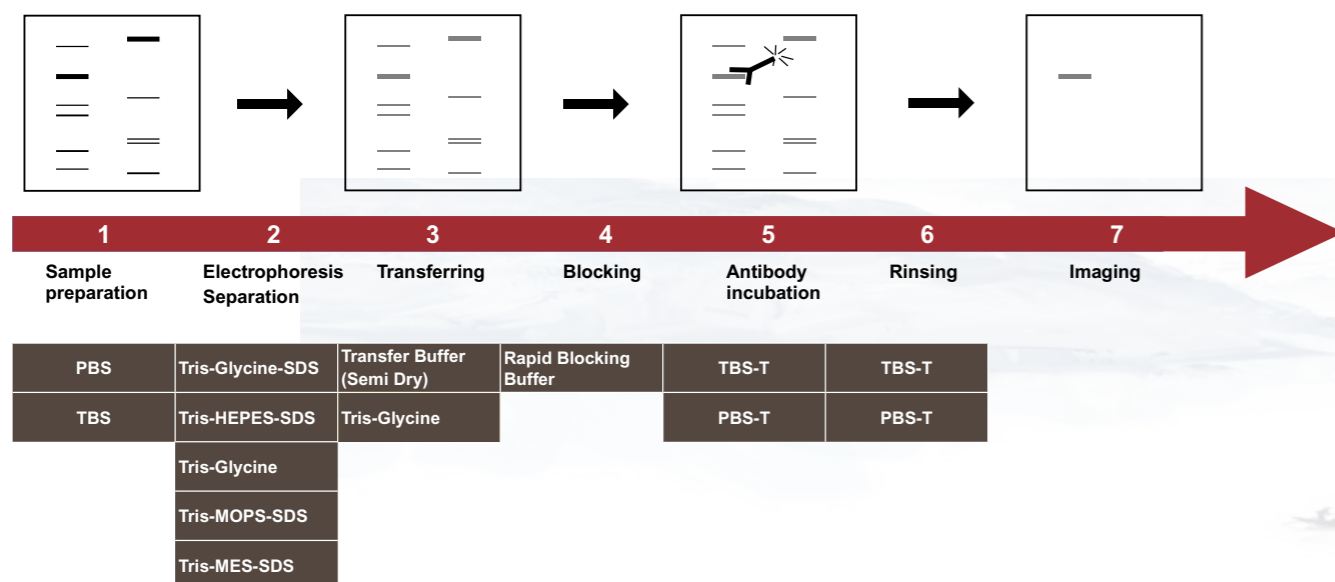 1 2 3 4 5 6 7
Sample
preparation
Electrophoresis
Separation
Transferring
Blocking
Antibody
incubation
Rinsing
Imaging
PBS
Tris-Glycine-SDS
Transfer Buffer
(Semi Dry)
Rapid Blocking
Buffer
TBS-T
TBS-T
TBS
Tris-HEPES-SDS
Tris-Glycine
PBS-T
PBS-T
Tris-Glycine
Tris-MOPS-SDS
Tris-MES-SDS